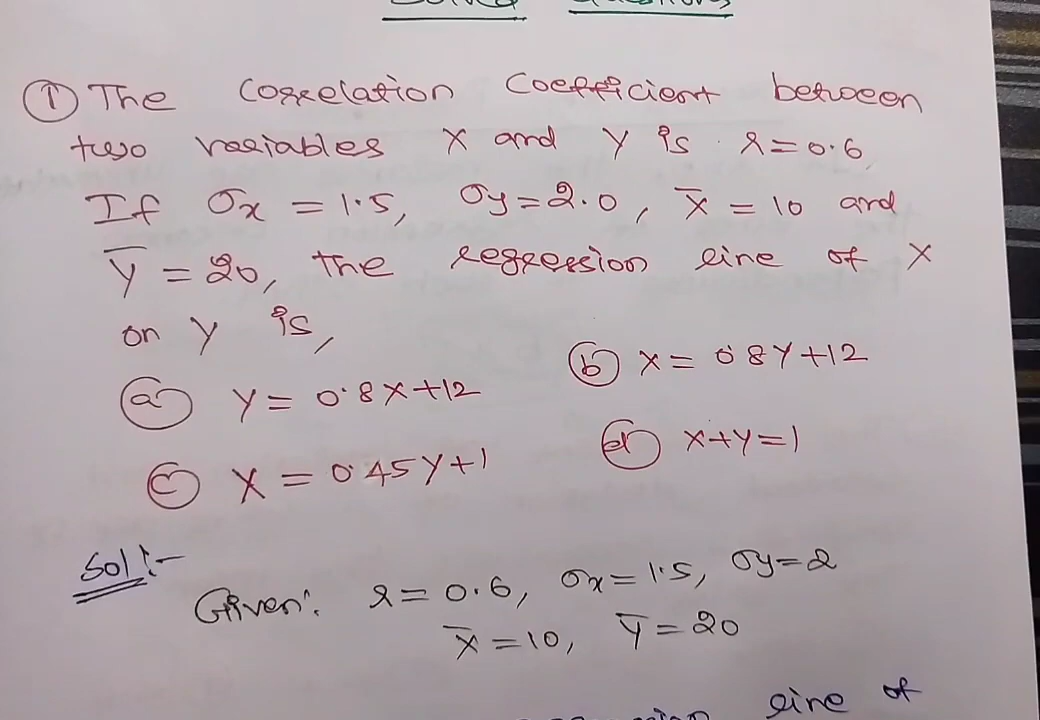 Solved Questions
① The Correlation Coefficient between
two variables X and Y is r=0.6
If σx = 1.5, σy=2.0, X̅ = 10 and
Y̅ = 20, the regression line of X
on Y is,
ⓐ Y= 0.8X+12
ⓑ X= 0.8Y+12
ⓒ X = 0.45Y+1
ⓓ X+Y=1
Sol:-
Given: r=0.6, σx=1.5, σy=2
X̅=10, Y̅=20
line of